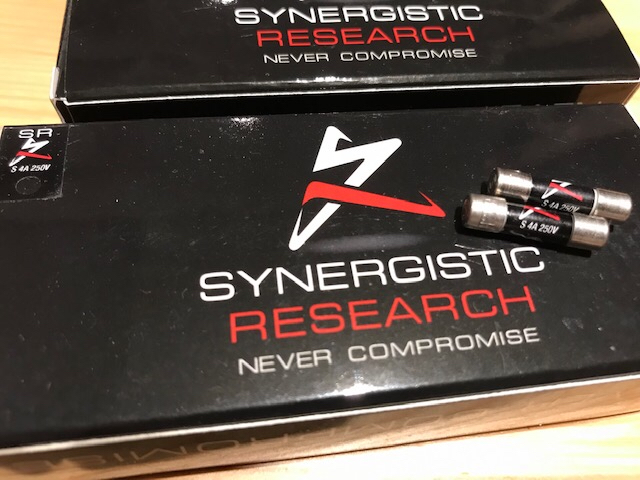 SYNERGISTIC
RESEARCH
NEVER COMPROMISE
SR
S 4A 250V
S 4A 250V
S 4A 250V
SYNERGISTIC
RESEARCH
NEVER COMPROMISE